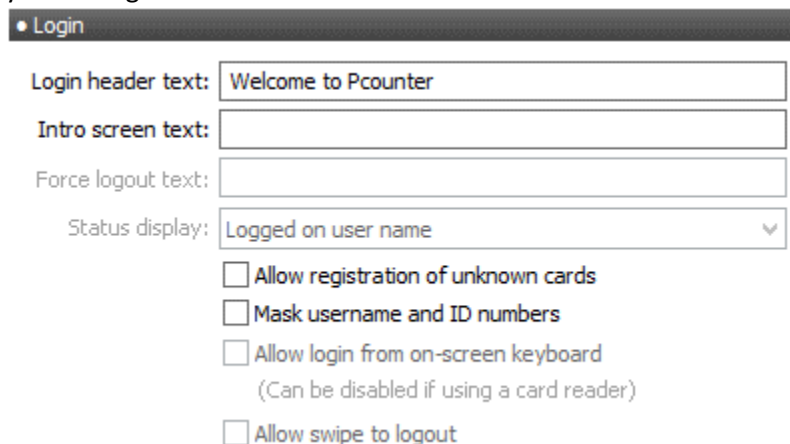 • Login
Login header text: Welcome to Pcounter
Intro screen text:
Force logout text:
Status display: Logged on user name
Allow registration of unknown cards
Mask username and ID numbers
Allow login from on-screen keyboard
(Can be disabled if using a card reader)
Allow swipe to logout